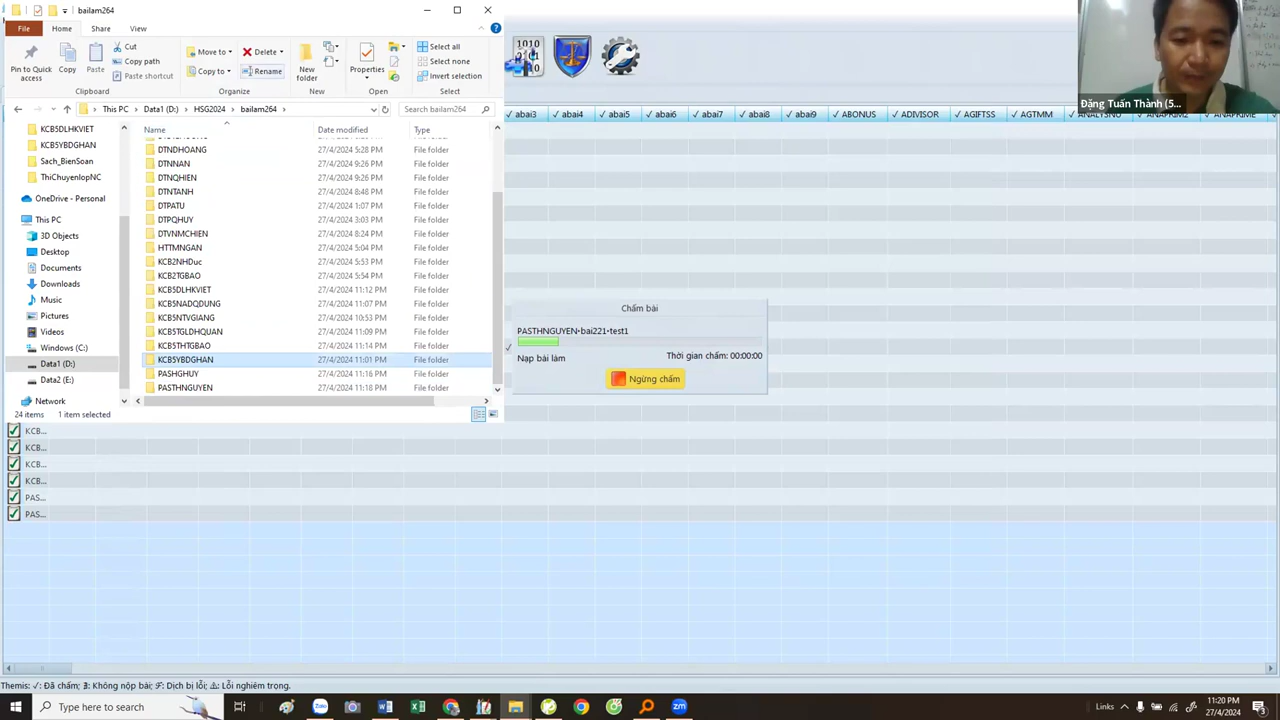 bailam264
File
Home
Share
View
Pin to Quick access
Copy
Paste
Cut
Copy path
Paste shortcut
Clipboard
Move to
Copy to
Delete
Rename
Organize
New folder
New
Properties
Open
Select all
Select none
Invert selection
Select
This PC > Data1 (D:) > HSG2024 > bailam264 >
Search bailam264
Name
Date modified
Type
KCB5DLHKVIET
KCB5YBDGHAN
Sach_BienSoan
ThiChuyenlopNC
OneDrive - Personal
This PC
3D Objects
Desktop
Documents
Downloads
Music
Pictures
Videos
Windows (C:)
Data1 (D:)
Data2 (E:)
Network
DTNDHOANG 27/4/2024 5:28 PM File folder
DTNNAN 27/4/2024 9:26 PM File folder
DTNQHIEN 27/4/2024 9:26 PM File folder
DTNTANH 27/4/2024 8:48 PM File folder
DTPATU 27/4/2024 1:07 PM File folder
DTPQHUY 27/4/2024 3:03 PM File folder
DTVNMCHIEN 27/4/2024 8:24 PM File folder
HTTMNGAN 27/4/2024 5:04 PM File folder
KCB2NHDuc 27/4/2024 5:53 PM File folder
KCB2TGBAO 27/4/2024 5:54 PM File folder
KCB5DLHKVIET 27/4/2024 11:12 PM File folder
KCB5NADQDUNG 27/4/2024 11:07 PM File folder
KCB5NTVGIANG 27/4/2024 10:53 PM File folder
KCB5TGLDHQUAN 27/4/2024 11:09 PM File folder
KCB5THTGBAO 27/4/2024 11:14 PM File folder
KCB5YBDGHAN 27/4/2024 11:01 PM File folder
PASHGHUY 27/4/2024 11:16 PM File folder
PASTHNGUYEN 27/4/2024 11:18 PM File folder
24 items
1 item selected
Đặng Tuấn Thành (5...
abai3
abai4
abai5
abai6
abai7
abai8
abai9
ABONUS
ADIVISOR
AGIFTSS
AGTMM
Chấm bài
PASTHNGUYEN•bai221•test1
Nạp bài làm
Thời gian chấm: 00:00:00
Ngừng chấm
KCB...
KCB...
KCB...
KCB...
PAS...
PAS...
Type here to search
Links
11:20 PM
27/4/2024